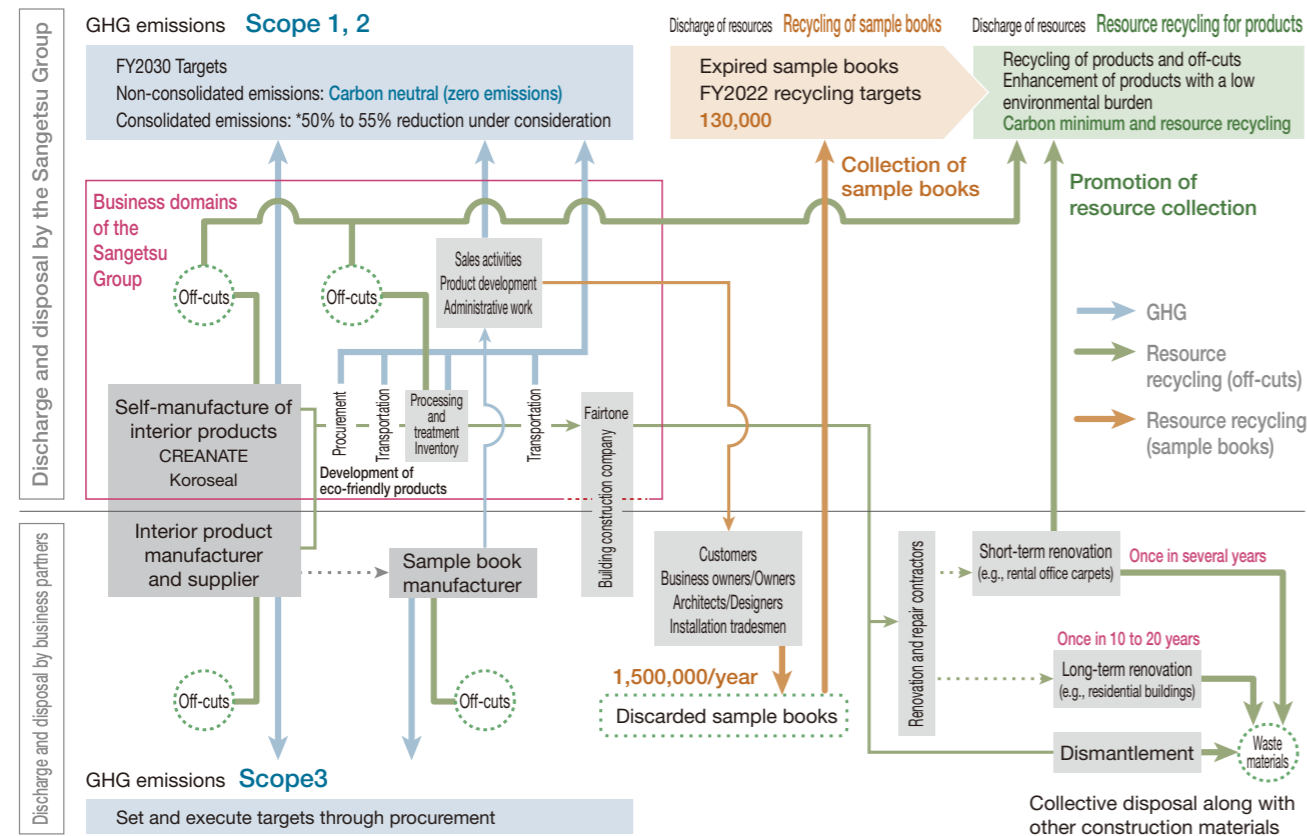 Discharge and disposal by the Sangetsu Group
GHG emissions Scope 1, 2
FY2030 Targets
Non-consolidated emissions: Carbon neutral (zero emissions)
Consolidated emissions: *50% to 55% reduction under consideration
Discharge of resources Recycling of sample books
Expired sample books
FY2022 recycling targets
130,000
Discharge of resources Resource recycling for products
Recycling of products and off-cuts
Enhancement of products with a low
environmental burden
Carbon minimum and resource recycling
Collection of
sample books
Promotion of
resource collection
Business domains
of the
Sangetsu
Group
Off-cuts
Off-cuts
Sales activities
Product development
Administrative work
GHG
Resource
recycling (off-cuts)
Resource recycling
(sample books)
Self-manufacture of
interior products
CREANATE
Koroseal
Procurement
Transportation
Processing
and
treatment
Inventory
Transportation
Development of
eco-friendly products
Fairtone
Building construction company
Discharge and disposal by business partners
Interior product
manufacturer
and supplier
Sample book
manufacturer
Customers
Business owners/Owners
Architects/Designers
Installation tradesmen
Renovation and repair contractors
Short-term renovation
(e.g., rental office carpets)
Once in several years
Once in 10 to 20 years
Long-term renovation
(e.g., residential buildings)
Off-cuts
Off-cuts
1,500,000/year
Discarded sample books
Dismantlement
Waste
materials
Collective disposal along with
other construction materials
GHG emissions Scope3
Set and execute targets through procurement